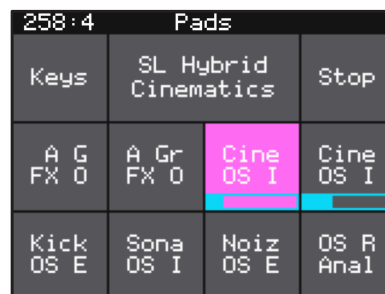 258:4 Pads
Keys
SL Hybrid
Cinematics
Stop
A G
FX O
A Gr
FX O
Cine
OS I
Cine
OS I
Kick
OS E
Sona
OS I
Noiz
OS E
OS R
Anal